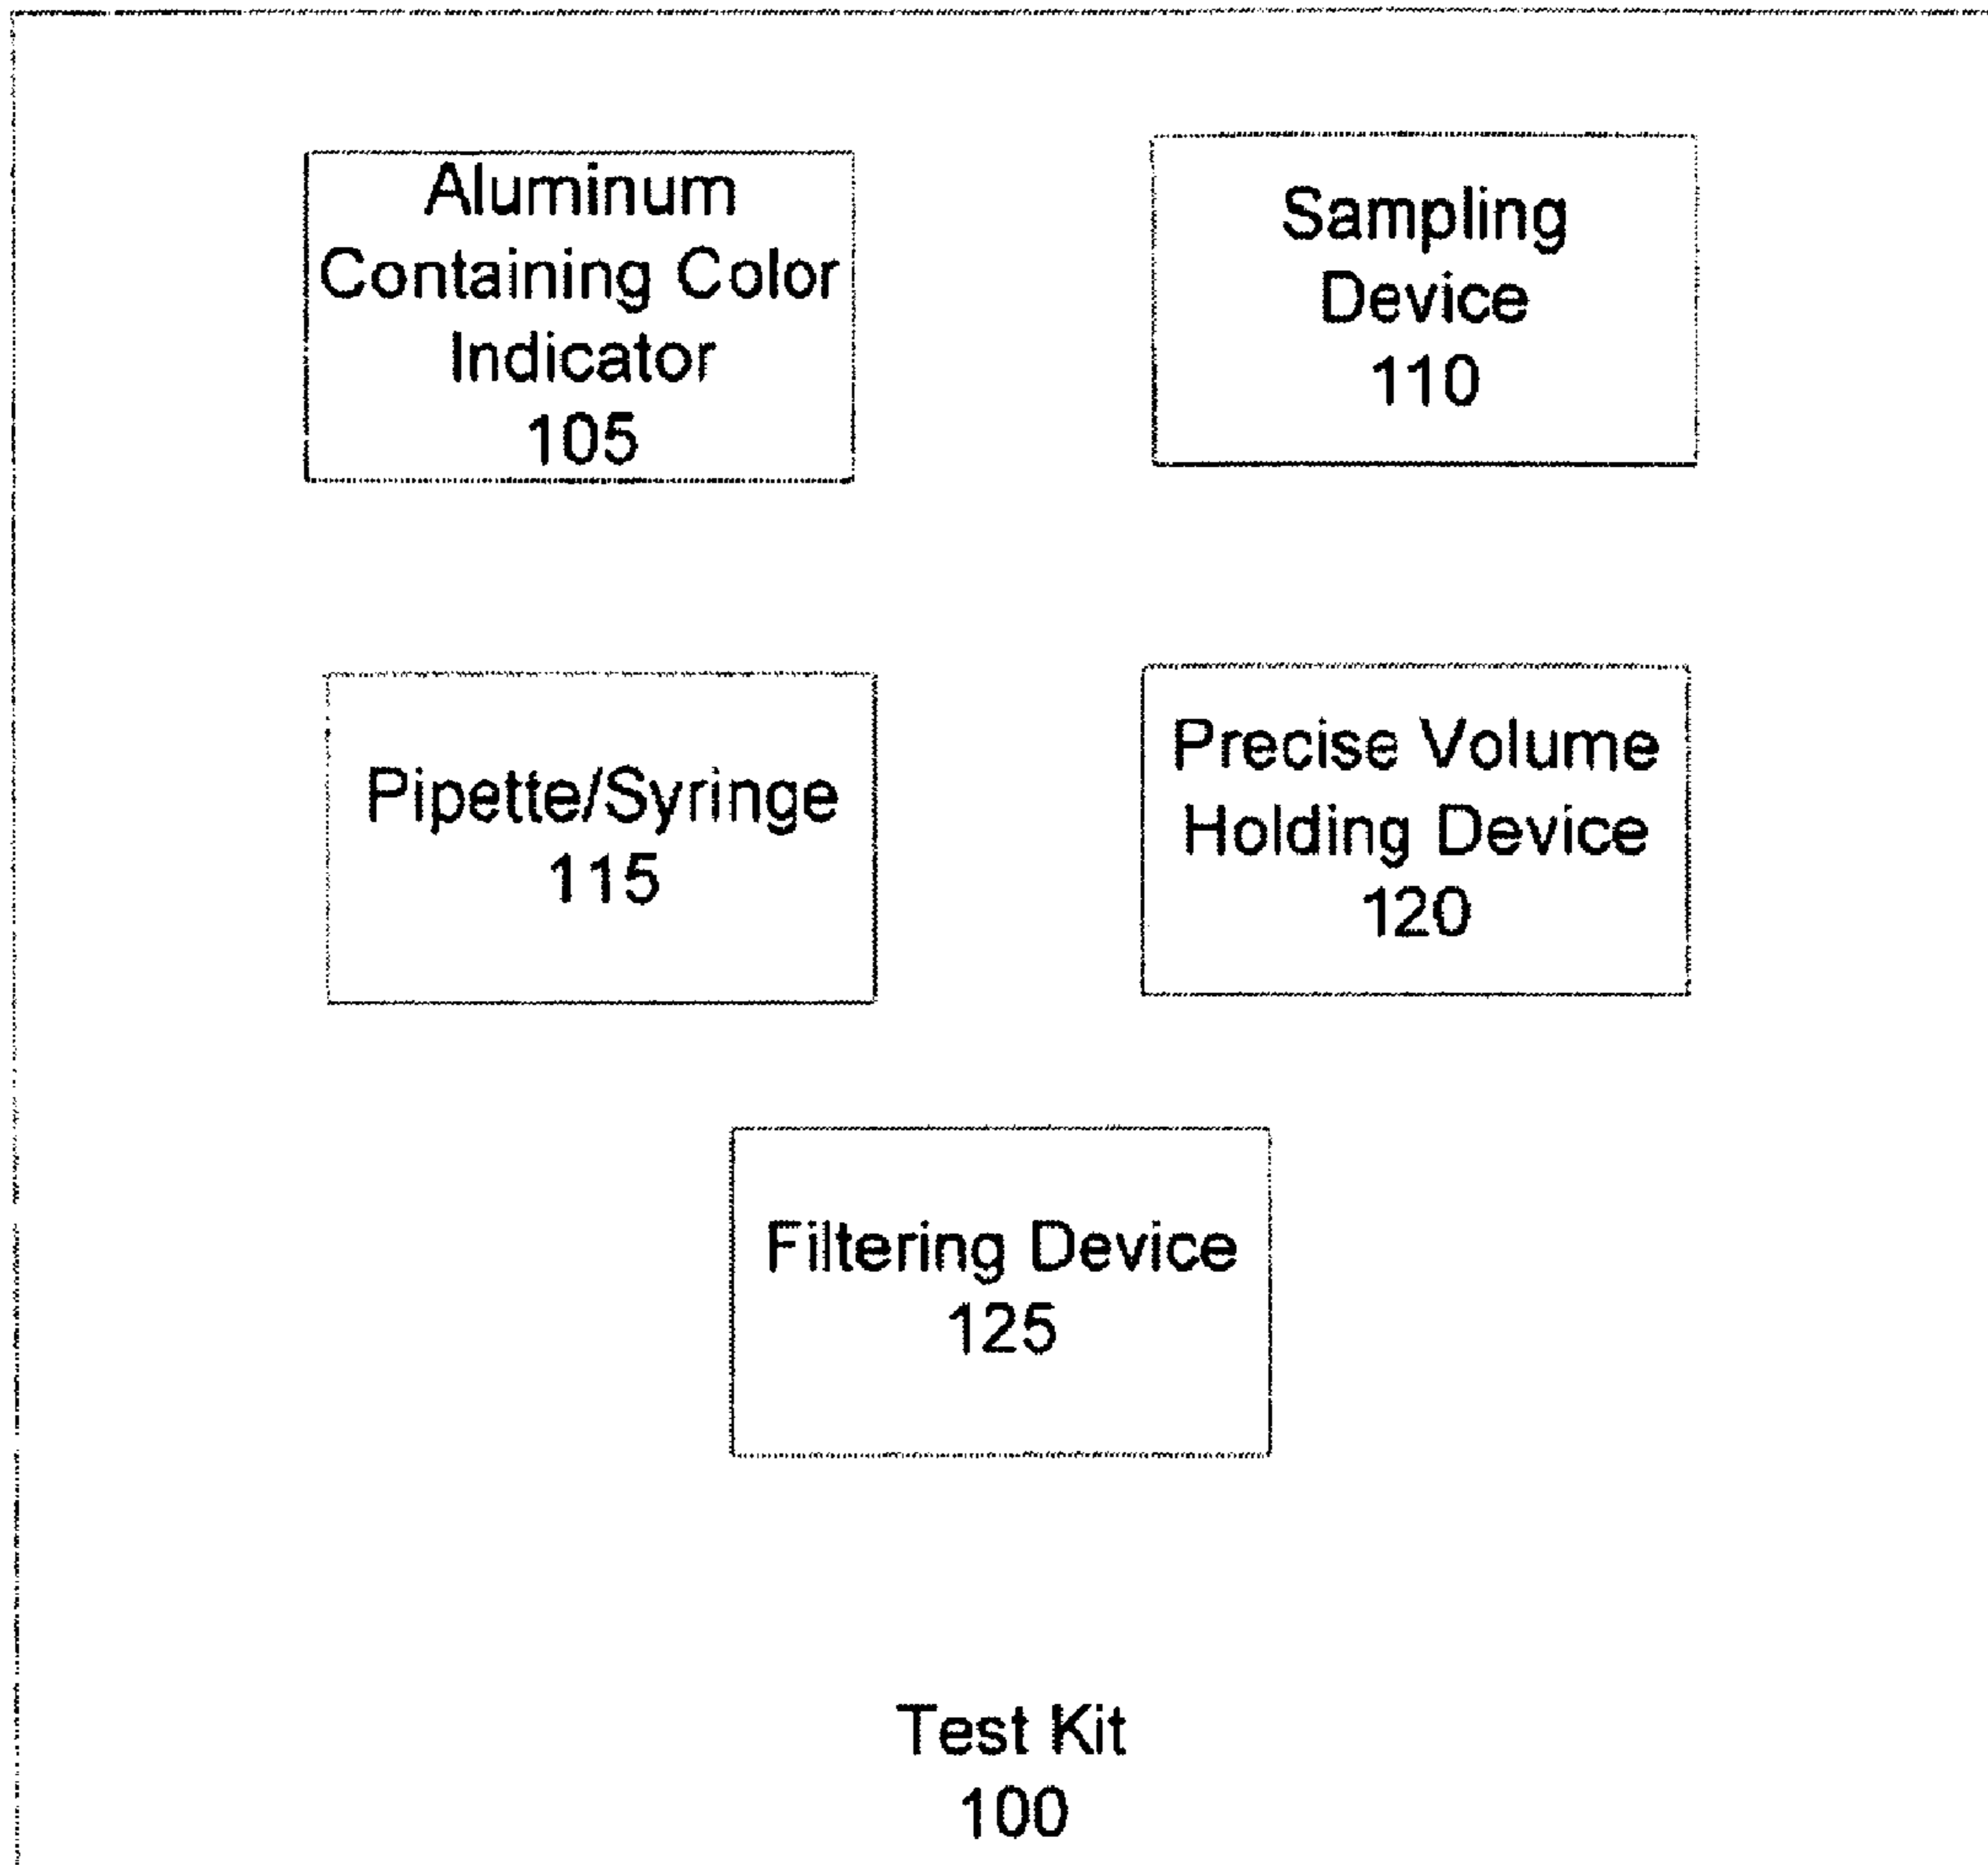 Aluminum
Containing Color
Indicator
105
Sampling
Device
110
Pipette/Syringe
115
Precise Volume
Holding Device
120
Filtering Device
125
Test Kit
100